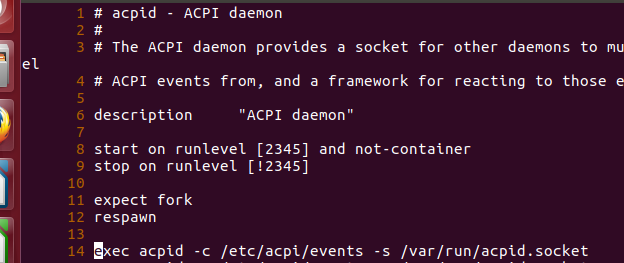 1 # acpid - ACPI daemon
2 #
3 # The ACPI daemon provides a socket for other daemons to mu
el
4 # ACPI events from, and a framework for reacting to those e
5
6 description "ACPI daemon"
7
8 start on runlevel [2345] and not-container
9 stop on runlevel [!2345]
10
11 expect fork
12 respawn
13
14 exec acpid -c /etc/acpi/events -s /var/run/acpid.socket